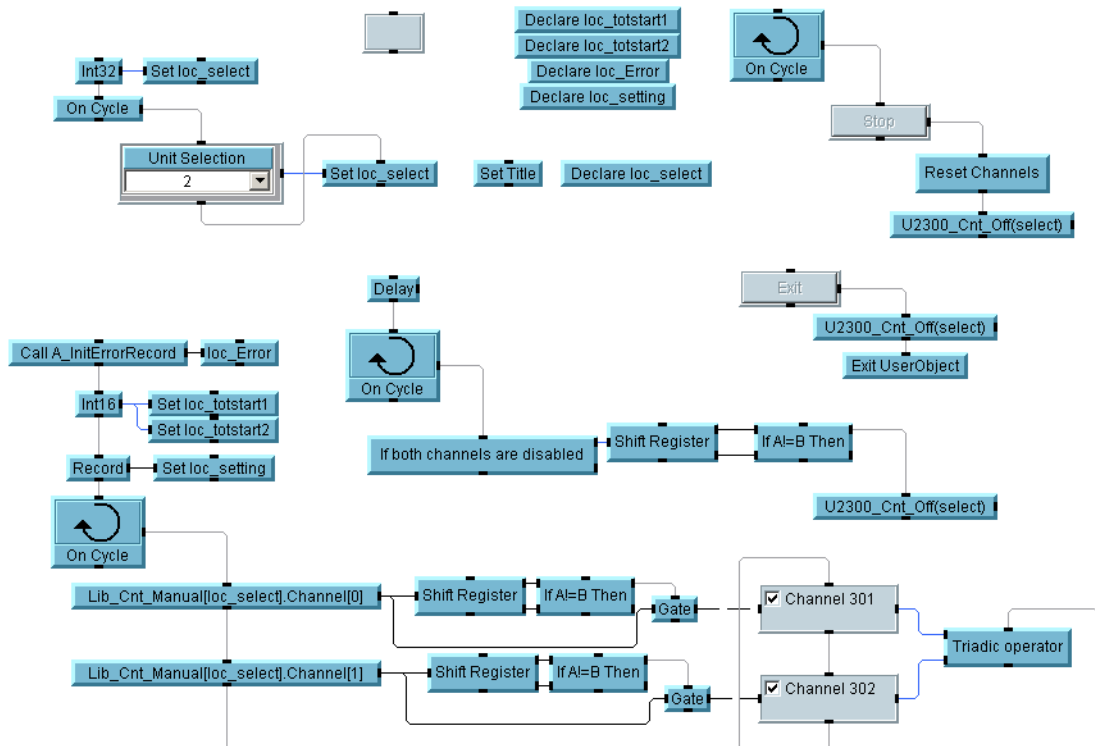 Declare loc_totstart1
Declare loc_totstart2
Declare loc_Error
Declare loc_setting
On Cycle
Int32
Set loc_select
On Cycle
Stop
Unit Selection
2
Set loc_select
Set Title
Declare loc_select
Reset Channels
U2300_Cnt_Off(select)
Delay
Exit
U2300_Cnt_Off(select)
Exit UserObject
Call A_InitErrorRecord
loc_Error
On Cycle
Int16
Set loc_totstart1
Set loc_totstart2
If both channels are disabled
Shift Register
If A!=B Then
Record
Set loc_setting
U2300_Cnt_Off(select)
On Cycle
Lib_Cnt_Manual[loc_select].Channel[0]
Shift Register
If A!=B Then
Gate
Channel 301
Triadic operator
Lib_Cnt_Manual[loc_select].Channel[1]
Shift Register
If A!=B Then
Gate
Channel 302